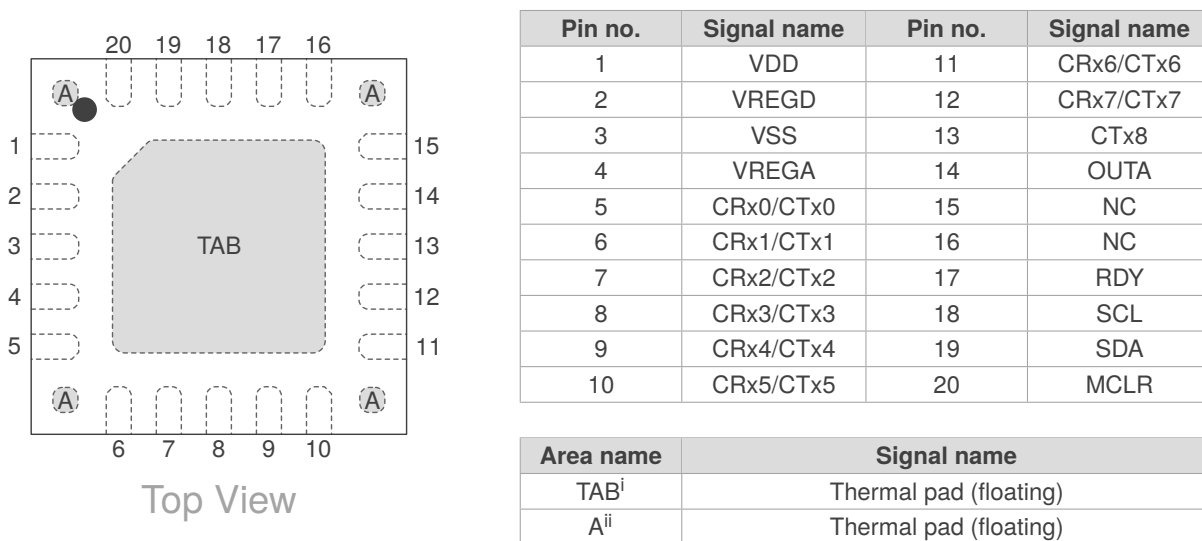 20 19 18 17 16
A A
1 15
2 14
3 TAB 13
4 12
5 11
A A
6 7 8 9 10
Top View
Pin no. Signal name Pin no. Signal name
1 VDD 11 CRx6/CTx6
2 VREGD 12 CRx7/CTx7
3 VSS 13 CTx8
4 VREGA 14 OUTA
5 CRx0/CTx0 15 NC
6 CRx1/CTx1 16 NC
7 CRx2/CTx2 17 RDY
8 CRx3/CTx3 18 SCL
9 CRx4/CTx4 19 SDA
10 CRx5/CTx5 20 MCLR
Area name Signal name
TABⁱ Thermal pad (floating)
Aⁱⁱ Thermal pad (floating)